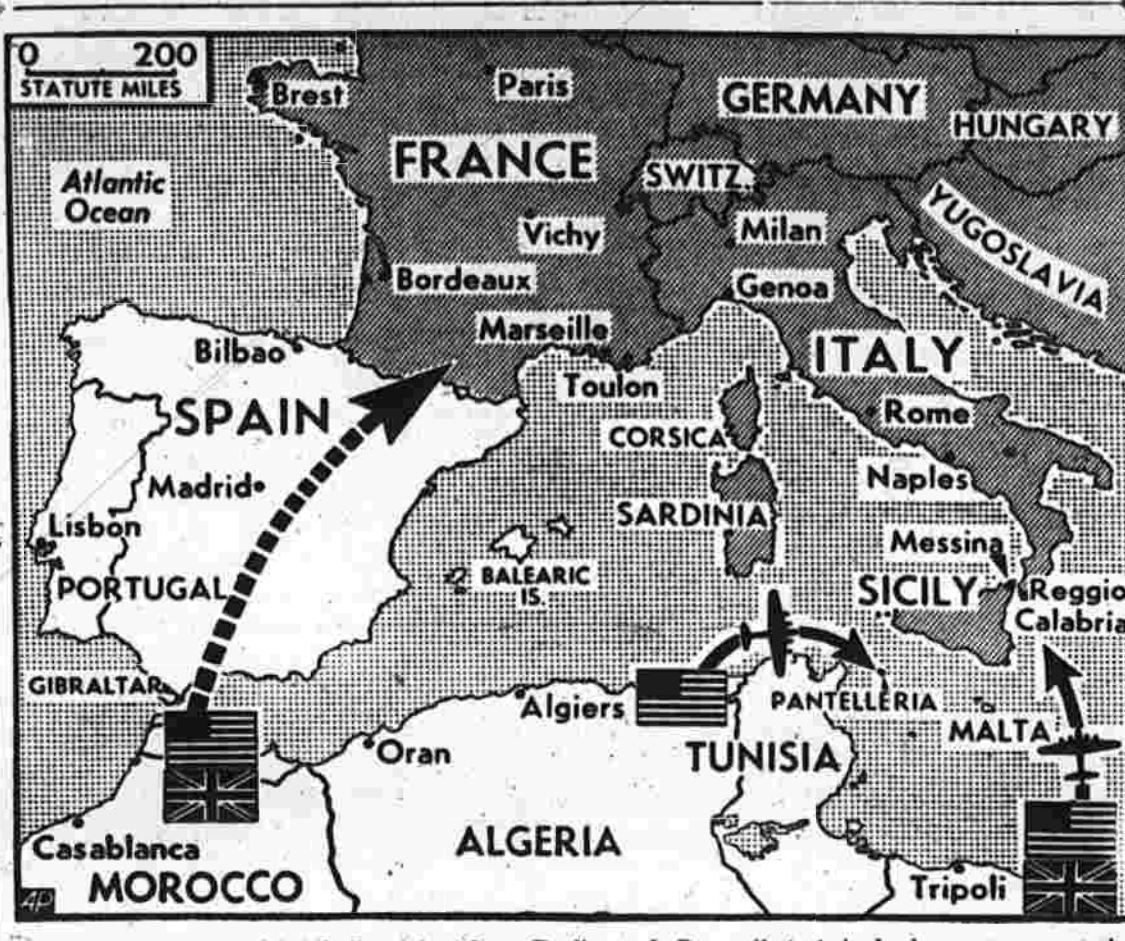 0 200
STATUTE MILES
Brest
Paris
GERMANY
HUNGARY
FRANCE
SWITZ.
Atlantic
Ocean
YUGOSLAVIA
Vichy
Milan
Bordeaux
Genoa
Marseille
Bilbao
ITALY
Toulon
SPAIN
Rome
CORSICA
Naples
Madrid
SARDINIA
Lisbon
Messina
BALEARIC
IS.
PORTUGAL
SICILY
Reggio
Calabria
GIBRALTAR
PANTELLERIA
Algiers
MALTA
Oran
TUNISIA
ALGERIA
Casablanca
MOROCCO
Tripoli
AP